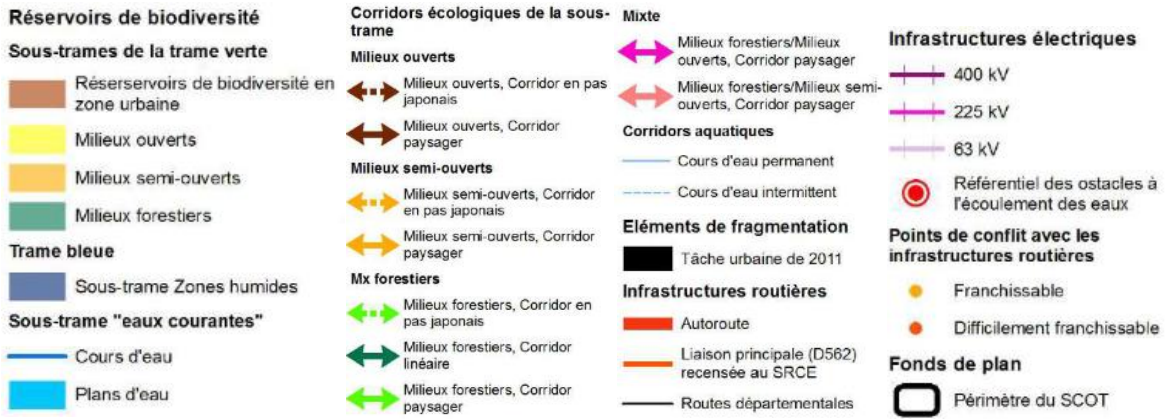 Réservoirs de biodiversité
Sous-trames de la trame verte
Réserservoirs de biodiversité en
zone urbaine
Milieux ouverts
Milieux semi-ouverts
Milieux forestiers
Trame bleue
Sous-trame Zones humides
Sous-trame "eaux courantes"
Cours d'eau
Plans d'eau
Corridors écologiques de la sous-
trame
Milieux ouverts
Milieux ouverts, Corridor en pas
japonais
Milieux ouverts, Corridor
paysager
Milieux semi-ouverts
Milieux semi-ouverts, Corridor
en pas japonais
Milieux semi-ouverts, Corridor
paysager
Mx forestiers
Milieux forestiers, Corridor en
pas japonais
Milieux forestiers, Corridor
linéaire
Milieux forestiers, Corridor
paysager
Mixte
Milieux forestiers/Milieux
ouverts, Corridor paysager
Milieux forestiers/Milieux semi-
ouverts, Corridor paysager
Corridors aquatiques
Cours d'eau permanent
Cours d'eau intermittent
Eléments de fragmentation
Tâche urbaine de 2011
Infrastructures routières
Autoroute
Liaison principale (D562)
recensée au SRCE
Routes départementales
Infrastructures électriques
400 kV
225 kV
63 kV
Référentiel des ostacles à
l'écoulement des eaux
Points de conflit avec les
infrastructures routières
Franchissable
Difficilement franchissable
Fonds de plan
Périmètre du SCOT